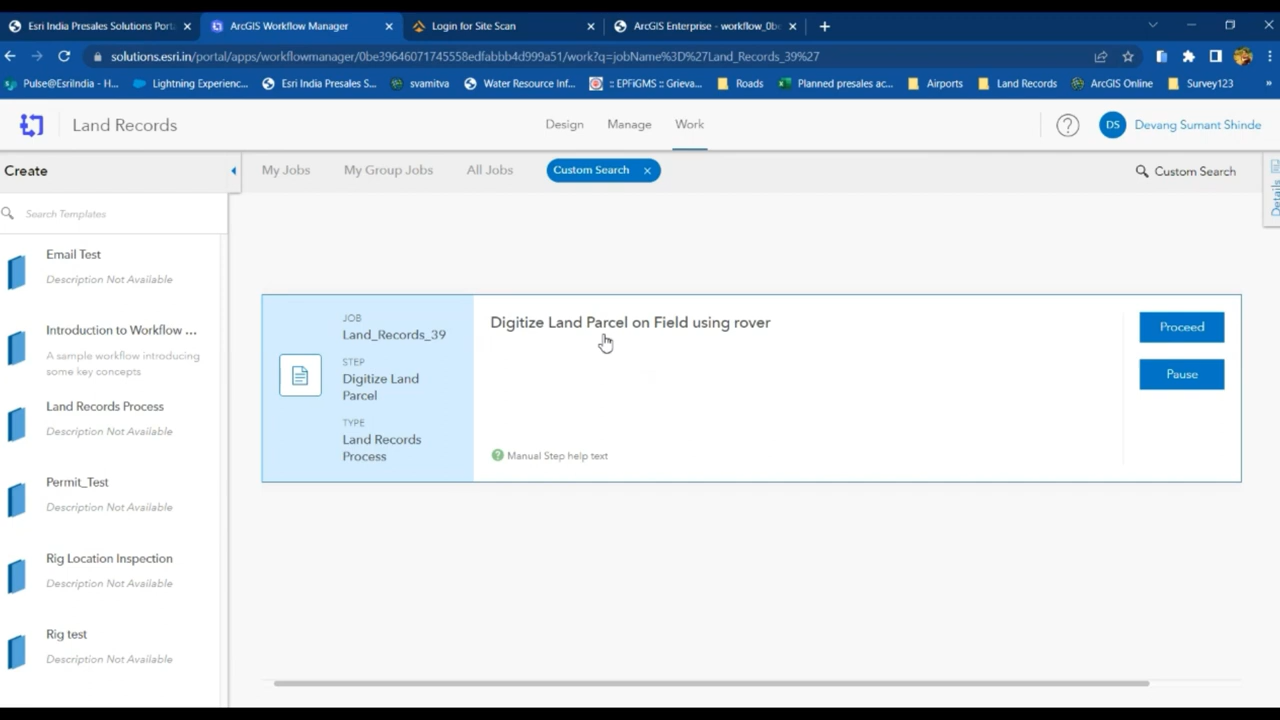 Esri India Presales Solutions Port
ArcGIS Workflow Manager
Login for Site Scan
ArcGIS Enterprise - workflow_0be
solutions.esri.in/portal/apps/workflowmanager/0be39646071745558edfabbb4d999a51/work?q=jobName%3D%27Land_Records_39%27
Pulse@EsriIndia - H...
Lightning Experienc...
Esri India Presales S...
svamitva
Water Resource Inf...
:: EPFiGMS :: Grieva...
Roads
Planned presales ac...
Airports
Land Records
ArcGIS Online
Survey123
»
Land Records
Design
Manage
Work
?
DS
Devang Sumant Shinde
Create
My Jobs
My Group Jobs
All Jobs
Custom Search
Custom Search
Details
Search Templates
Email Test
Description Not Available
Introduction to Workflow ...
A sample workflow introducing
some key concepts
Land Records Process
Description Not Available
Permit_Test
Description Not Available
Rig Location Inspection
Description Not Available
Rig test
Description Not Available
JOB
Land_Records_39
STEP
Digitize Land
Parcel
TYPE
Land Records
Process
Digitize Land Parcel on Field using rover
Manual Step help text
Proceed
Pause